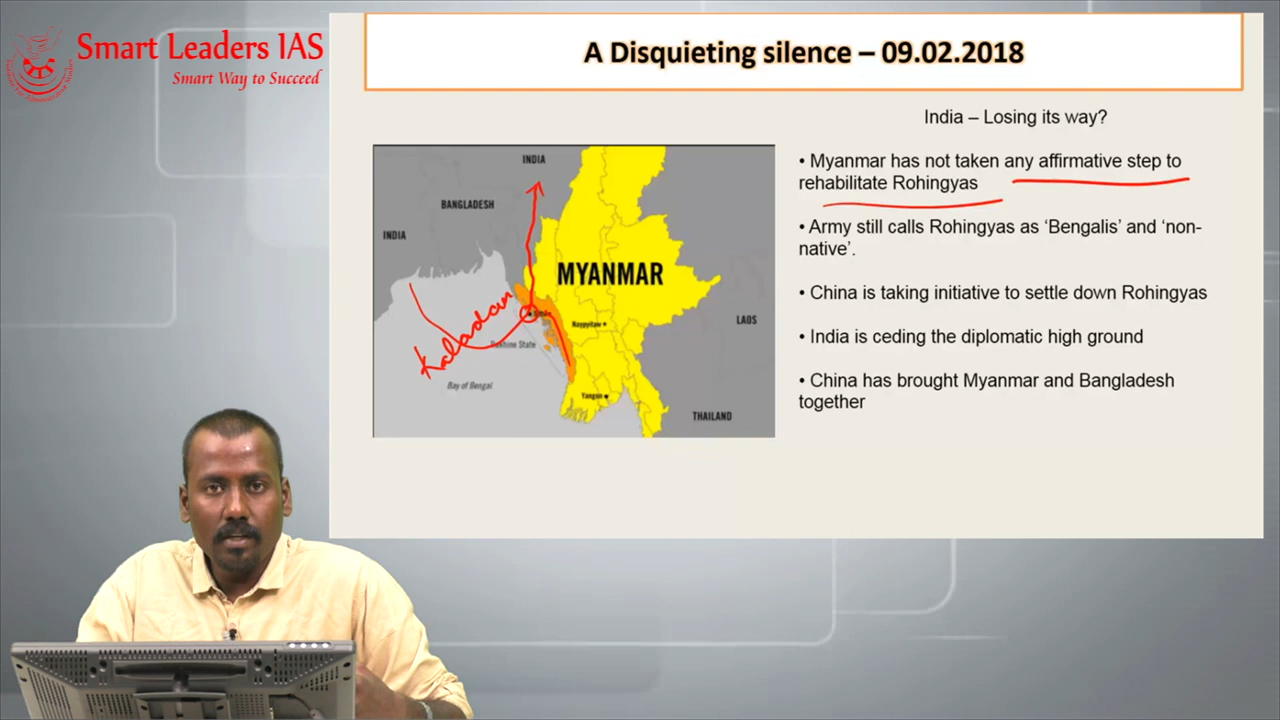 Smart Leaders IAS
Smart Way to Succeed
A Disquieting silence – 09.02.2018
India – Losing its way?
• Myanmar has not taken any affirmative step to
rehabilitate Rohingyas
• Army still calls Rohingyas as ‘Bengalis’ and ‘non-
native’.
• China is taking initiative to settle down Rohingyas
• India is ceding the diplomatic high ground
• China has brought Myanmar and Bangladesh
together
INDIA
BANGLADESH
INDIA
MYANMAR
LAOS
Naypyitaw
Kaladan
Rakhine State
Bay of Bengal
Yangon
THAILAND